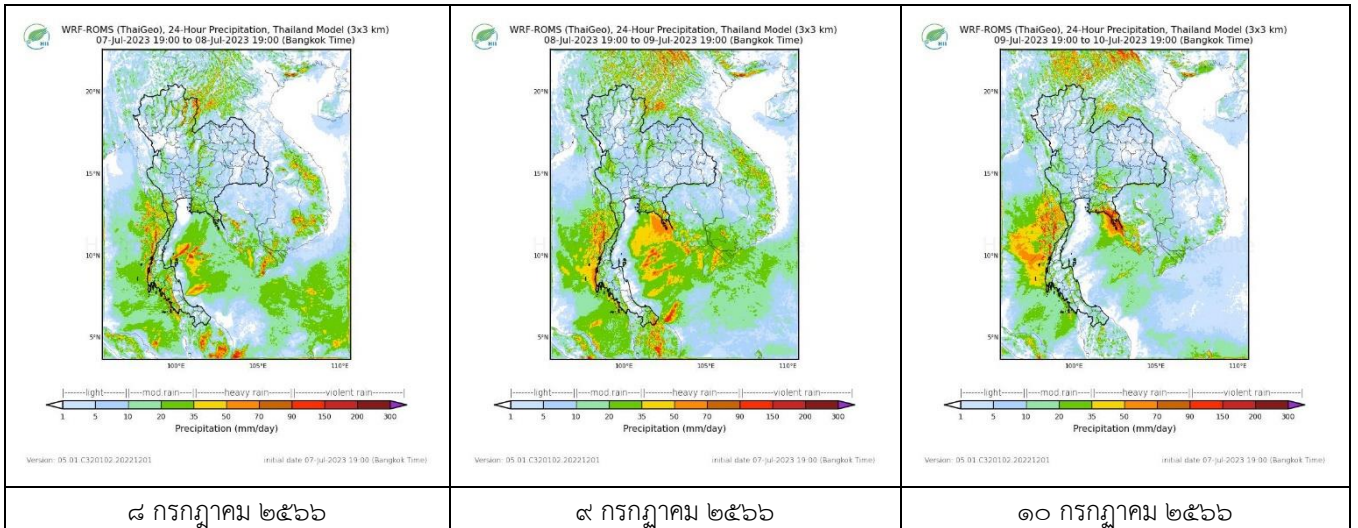 WRF-ROMS (ThaiGeo), 24-Hour Precipitation, Thailand Model (3x3 km)
07-Jul-2023 19:00 to 08-Jul-2023 19:00 (Bangkok Time)
20°N
15°N
10°N
5°N
100°E 105°E 110°E
|-------light-------||----mod rain----||--------heavy rain--------||-------violent rain--------|
1 5 10 20 35 50 70 90 150 200 300
Precipitation (mm/day)
Version: 05.01.C320102.20221201 initial date 07-Jul-2023 19:00 (Bangkok Time)
๘ กรกฎาคม ๒๕๖๖
WRF-ROMS (ThaiGeo), 24-Hour Precipitation, Thailand Model (3x3 km)
08-Jul-2023 19:00 to 09-Jul-2023 19:00 (Bangkok Time)
20°N
15°N
10°N
5°N
100°E 105°E 110°E
|-------light-------||----mod rain----||--------heavy rain--------||-------violent rain--------|
1 5 10 20 35 50 70 90 150 200 300
Precipitation (mm/day)
Version: 05.01.C320102.20221201 initial date 07-Jul-2023 19:00 (Bangkok Time)
๙ กรกฎาคม ๒๕๖๖
WRF-ROMS (ThaiGeo), 24-Hour Precipitation, Thailand Model (3x3 km)
09-Jul-2023 19:00 to 10-Jul-2023 19:00 (Bangkok Time)
20°N
15°N
10°N
5°N
100°E 105°E 110°E
|-------light-------||----mod rain----||--------heavy rain--------||-------violent rain--------|
1 5 10 20 35 50 70 90 150 200 300
Precipitation (mm/day)
Version: 05.01.C320102.20221201 initial date 07-Jul-2023 19:00 (Bangkok Time)
๑๐ กรกฎาคม ๒๕๖๖